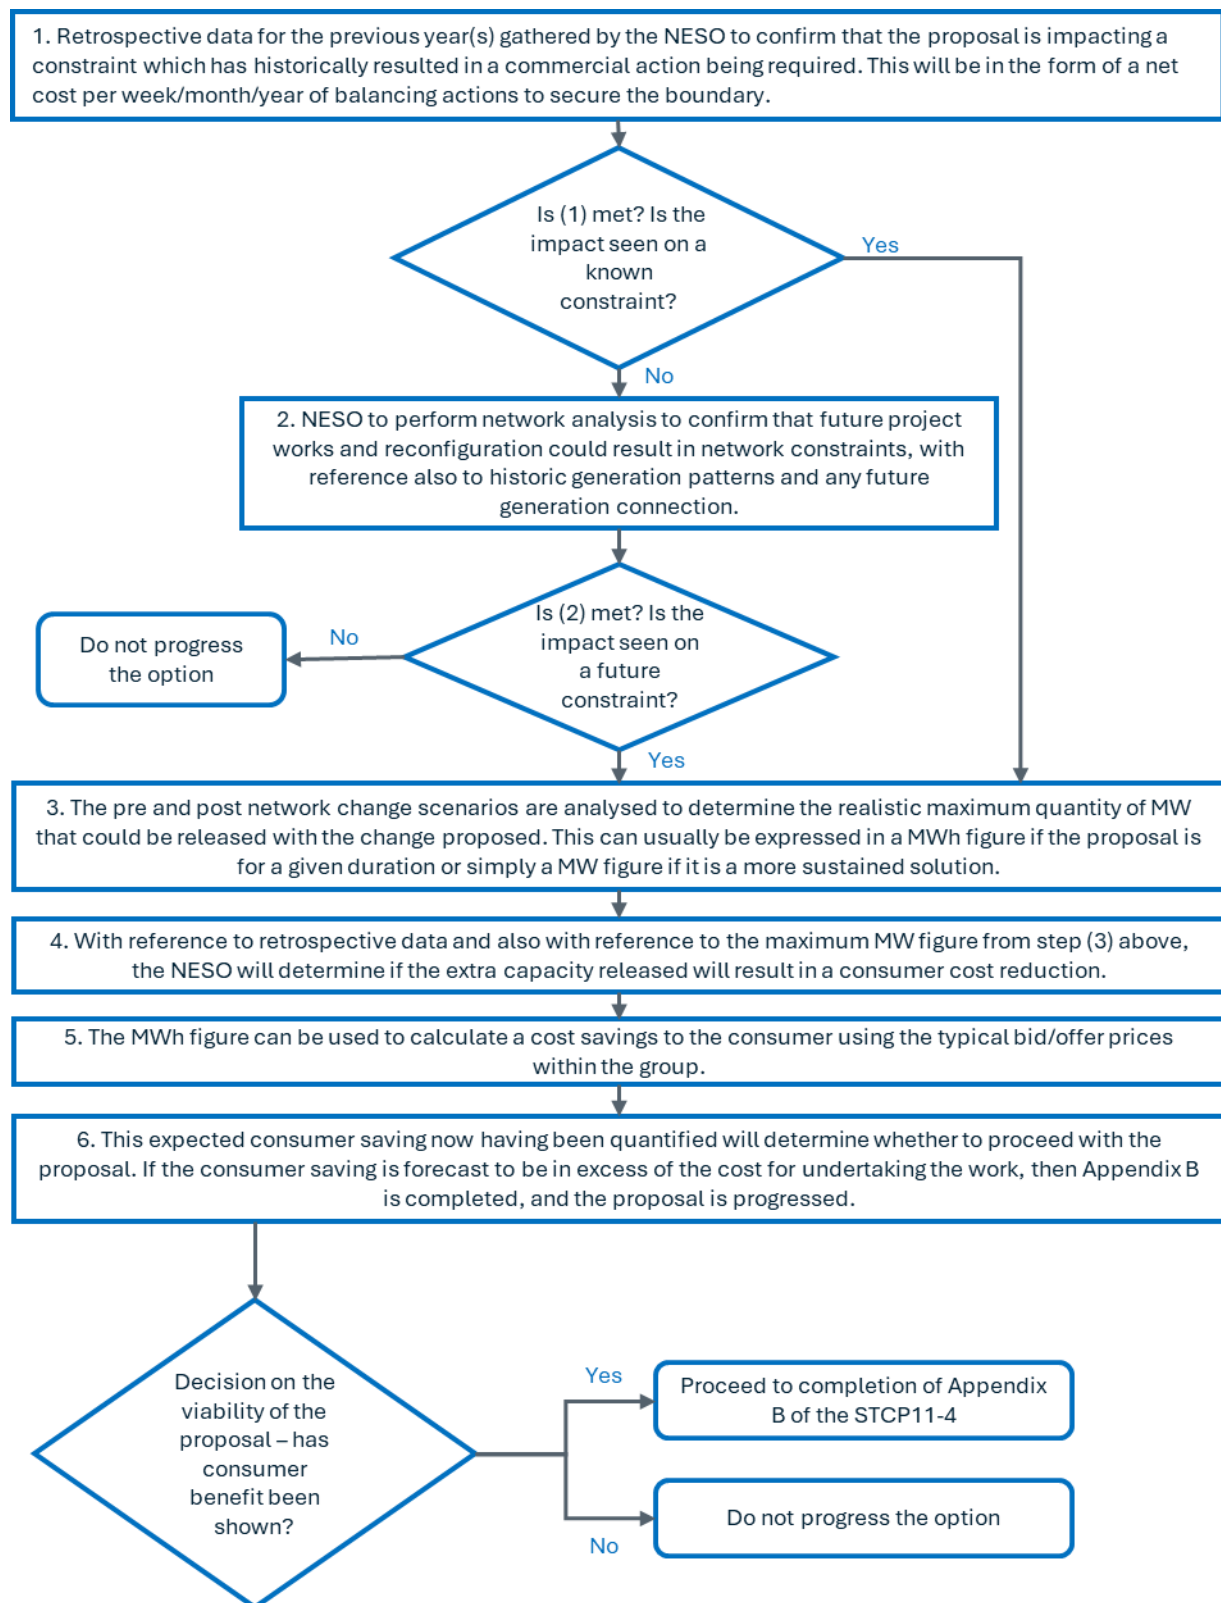 1. Retrospective data for the previous year(s) gathered by the NESO to confirm that the proposal is impacting a
constraint which has historically resulted in a commercial action being required. This will be in the form of a net
cost per week/month/year of balancing actions to secure the boundary.
Is (1) met? Is the
impact seen on a
known
constraint?
Yes
No
2. NESO to perform network analysis to confirm that future project
works and reconfiguration could result in network constraints, with
reference also to historic generation patterns and any future
generation connection.
Is (2) met? Is the
impact seen on
a future
constraint?
No
Do not progress
the option
Yes
3. The pre and post network change scenarios are analysed to determine the realistic maximum quantity of MW
that could be released with the change proposed. This can usually be expressed in a MWh figure if the proposal is
for a given duration or simply a MW figure if it is a more sustained solution.
4. With reference to retrospective data and also with reference to the maximum MW figure from step (3) above,
the NESO will determine if the extra capacity released will result in a consumer cost reduction.
5. The MWh figure can be used to calculate a cost savings to the consumer using the typical bid/offer prices
within the group.
6. This expected consumer saving now having been quantified will determine whether to proceed with the
proposal. If the consumer saving is forecast to be in excess of the cost for undertaking the work, then Appendix B
is completed, and the proposal is progressed.
Decision on the
viability of the
proposal – has
consumer
benefit been
shown?
Yes
Proceed to completion of Appendix
B of the STCP11-4
No
Do not progress the option